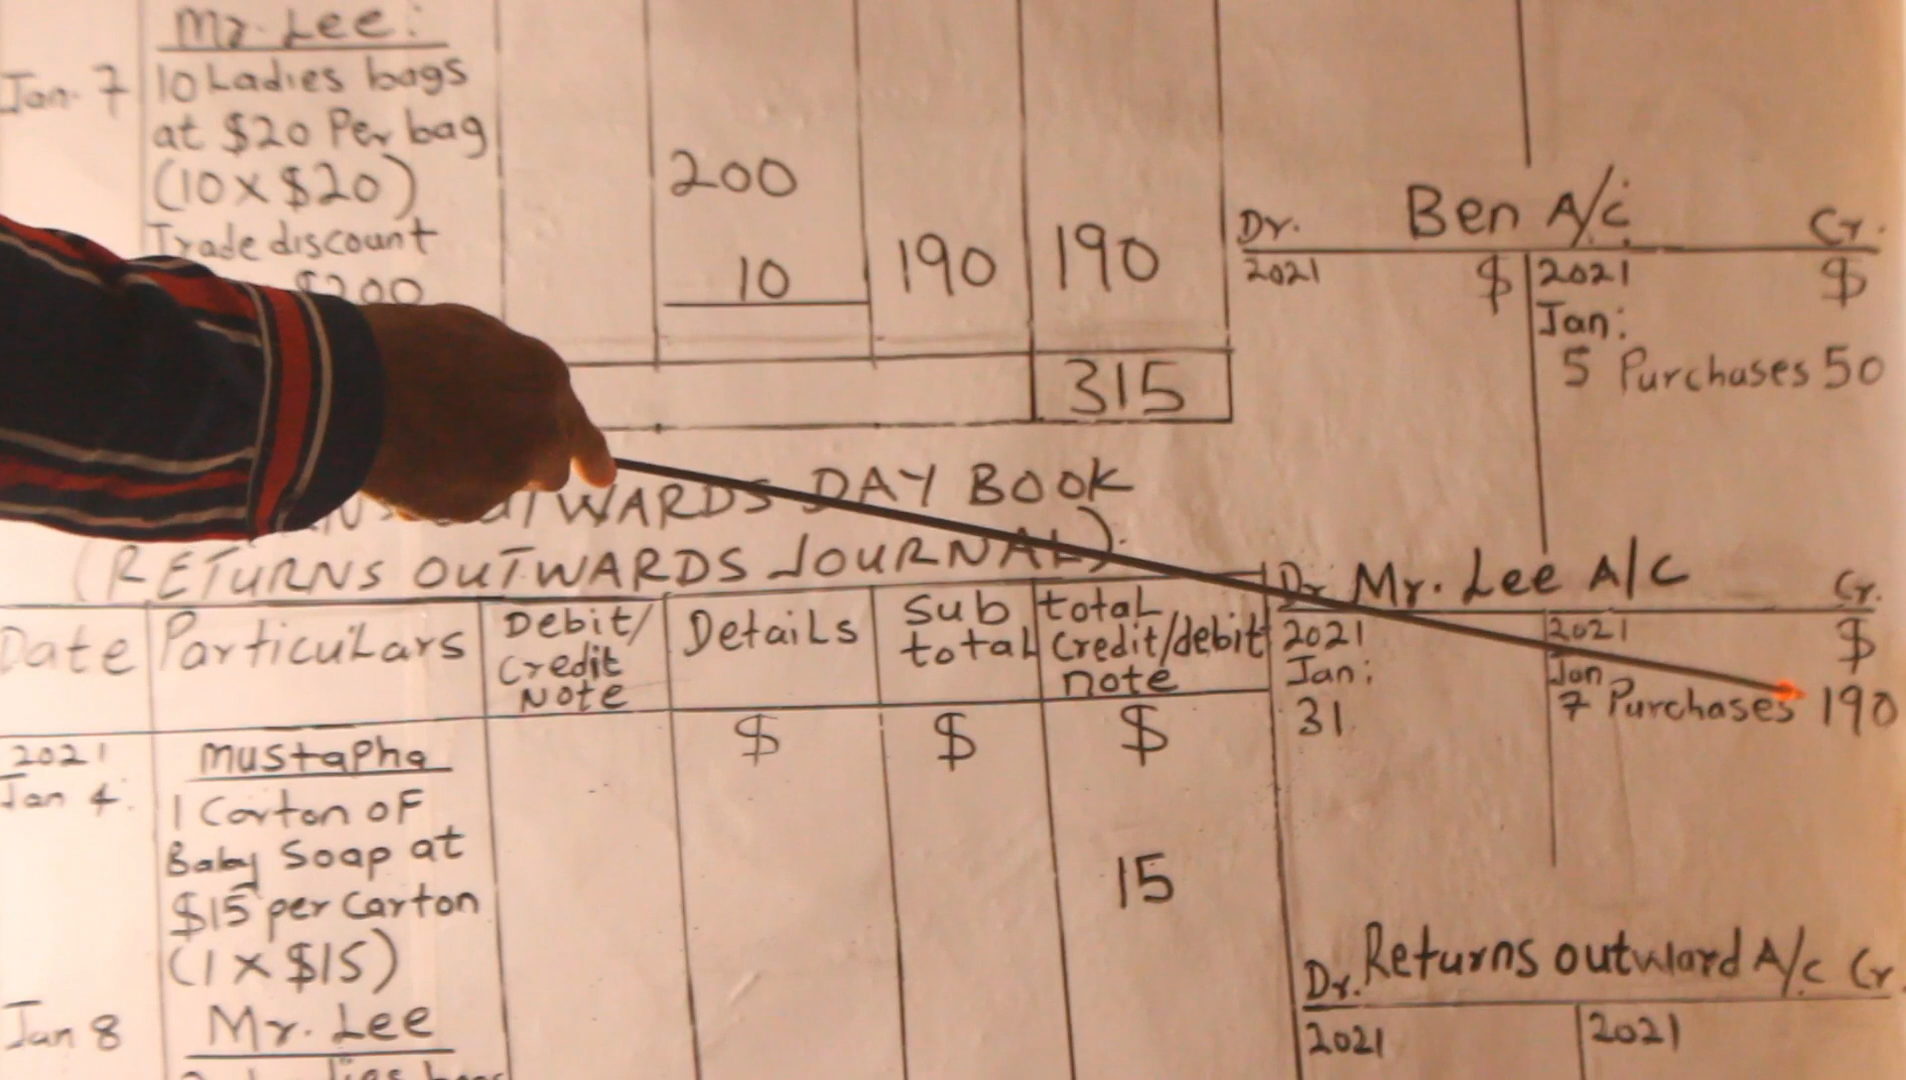 Mr. Lee:
Jan. 7
10 Ladies bags
at $20 Per bag
(10 x $20)
200
Trade discount
$200
10
190
190
315
Dr. Ben A/c Cr.
2021 $
2021 $
Jan:
5 Purchases 50
OUTWARDS DAY BOOK
(RETURNS OUTWARDS JOURNAL)
Date
Particulars
Debit/
Credit
Note
Details
Sub
total
total
Credit/debit
note
$
$
$
2021
Jan 4.
Mustapha
1 Carton of
Baby Soap at
$15 per carton
(1 x $15)
15
Jan 8
Mr. Lee
Dr Mr. Lee A/C Cr.
2021
Jan:
31
2021 $
Jan
7 Purchases 190
Dr. Returns outward A/c Cr.
2021
2021